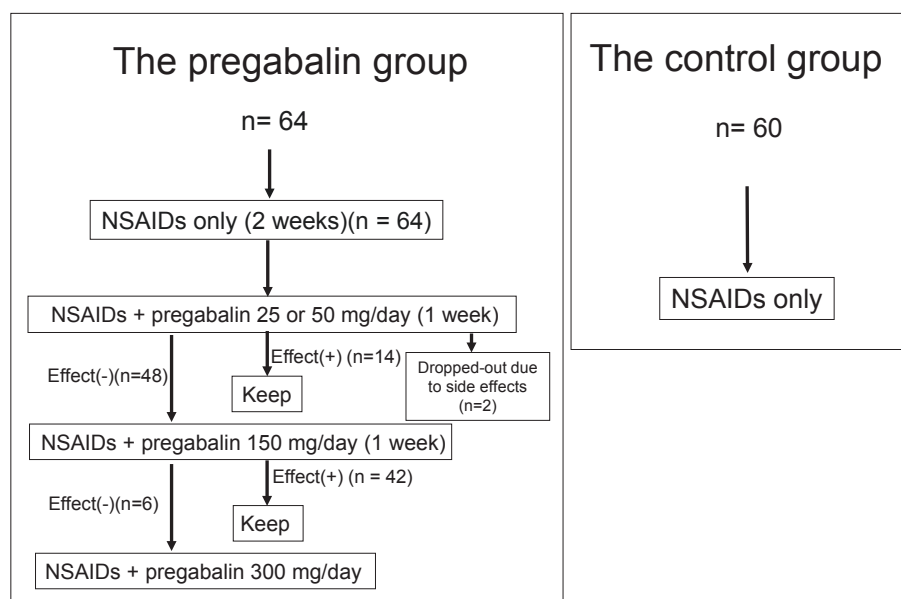 The pregabalin group
n= 64
NSAIDs only (2 weeks)(n = 64)
NSAIDs + pregabalin 25 or 50 mg/day (1 week)
Effect(-)(n=48)
Effect(+) (n=14)
Keep
Dropped-out due
to side effects
(n=2)
NSAIDs + pregabalin 150 mg/day (1 week)
Effect(-)(n=6)
Effect(+) (n = 42)
Keep
NSAIDs + pregabalin 300 mg/day
The control group
n= 60
NSAIDs only